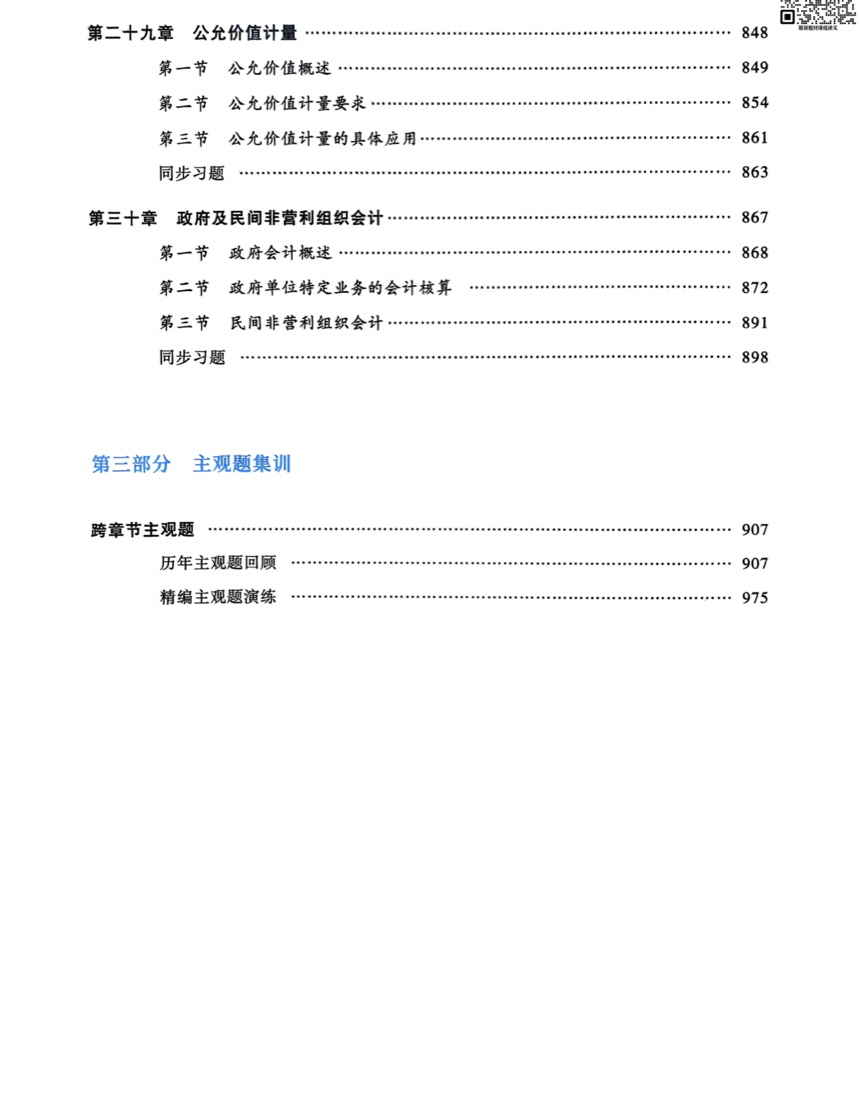 第二十九章 公允价值计量 …… 848
第一节 公允价值概述 …… 849
第二节 公允价值计量要求 …… 854
第三节 公允价值计量的具体应用 …… 861
同步习题 …… 863
第三十章 政府及民间非营利组织会计 …… 867
第一节 政府会计概述 …… 868
第二节 政府单位特定业务的会计核算 …… 872
第三节 民间非营利组织会计 …… 891
同步习题 …… 898
第三部分 主观题集训
跨章节主观题 …… 907
历年主观题回顾 …… 907
精编主观题演练 …… 975